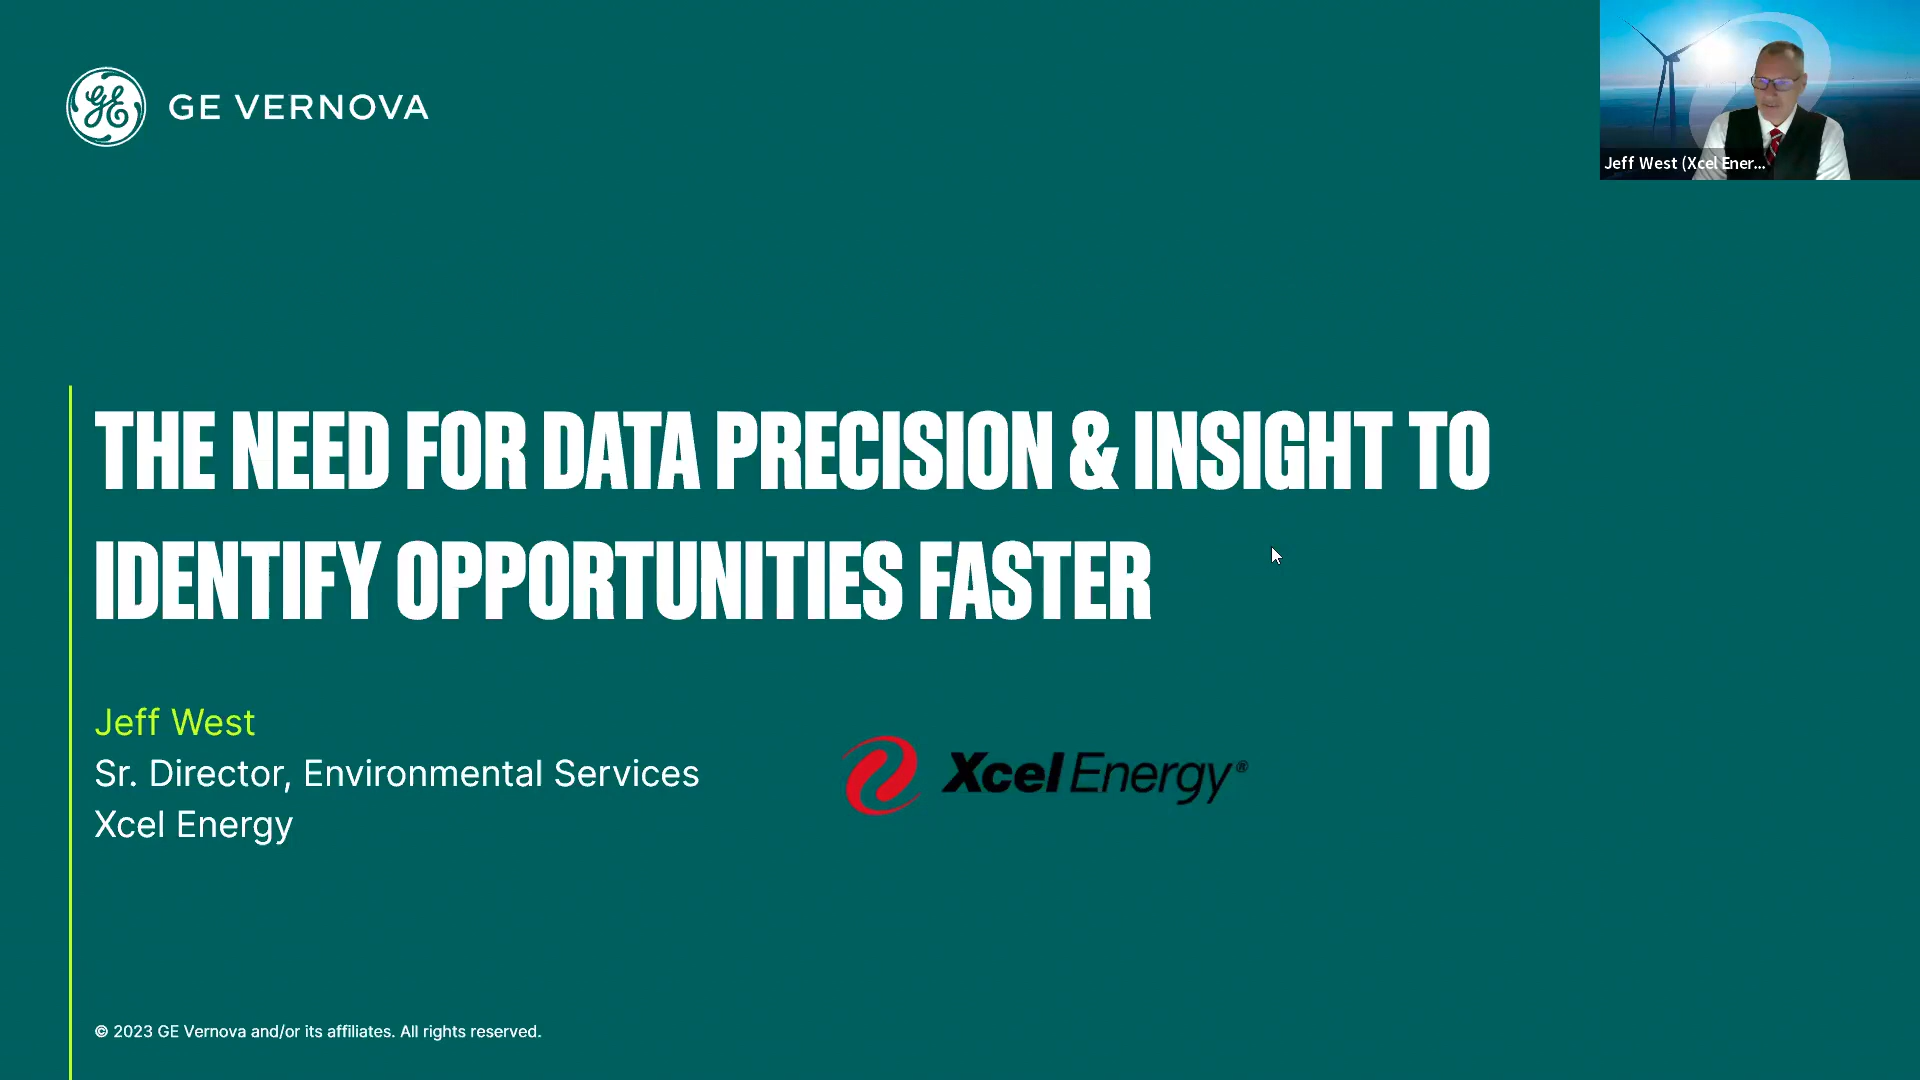 GE VERNOVA
Jeff West (Xcel Ener...
THE NEED FOR DATA PRECISION & INSIGHT TO
IDENTIFY OPPORTUNITIES FASTER
Jeff West
Sr. Director, Environmental Services
Xcel Energy
Xcel Energy®
© 2023 GE Vernova and/or its affiliates. All rights reserved.